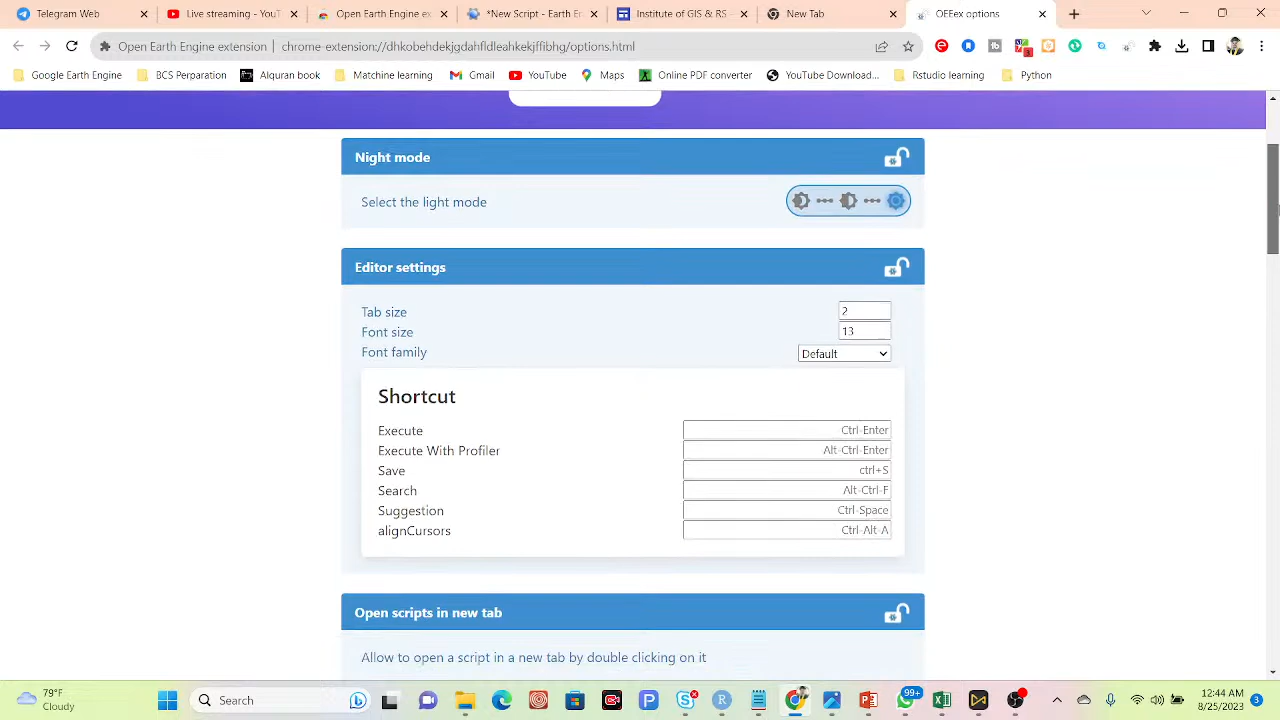 Telegram Web
Live streaming - YouT
Open Earth Engine ex
*New Script - Earth En
Institute of GIS & Rem
New Tab
OEEex options
Open Earth Engine extension
/options.html
Google Earth Engine
BCS Perpartion
Alquran book
Matchine learning
Gmail
YouTube
Maps
Online PDF converter
YouTube Download...
Rstudio learning
Python
Night mode
Select the light mode
Editor settings
Tab size 2
Font size 13
Font family Default
Shortcut
Execute Ctrl-Enter
Execute With Profiler Alt-Ctrl-Enter
Save ctrl+S
Search Alt-Ctrl-F
Suggestion Ctrl-Space
alignCursors Ctrl-Alt-A
Open scripts in new tab
Allow to open a script in a new tab by double clicking on it
79°F
Cloudy
Search
99+
12:44 AM
8/25/2023
3